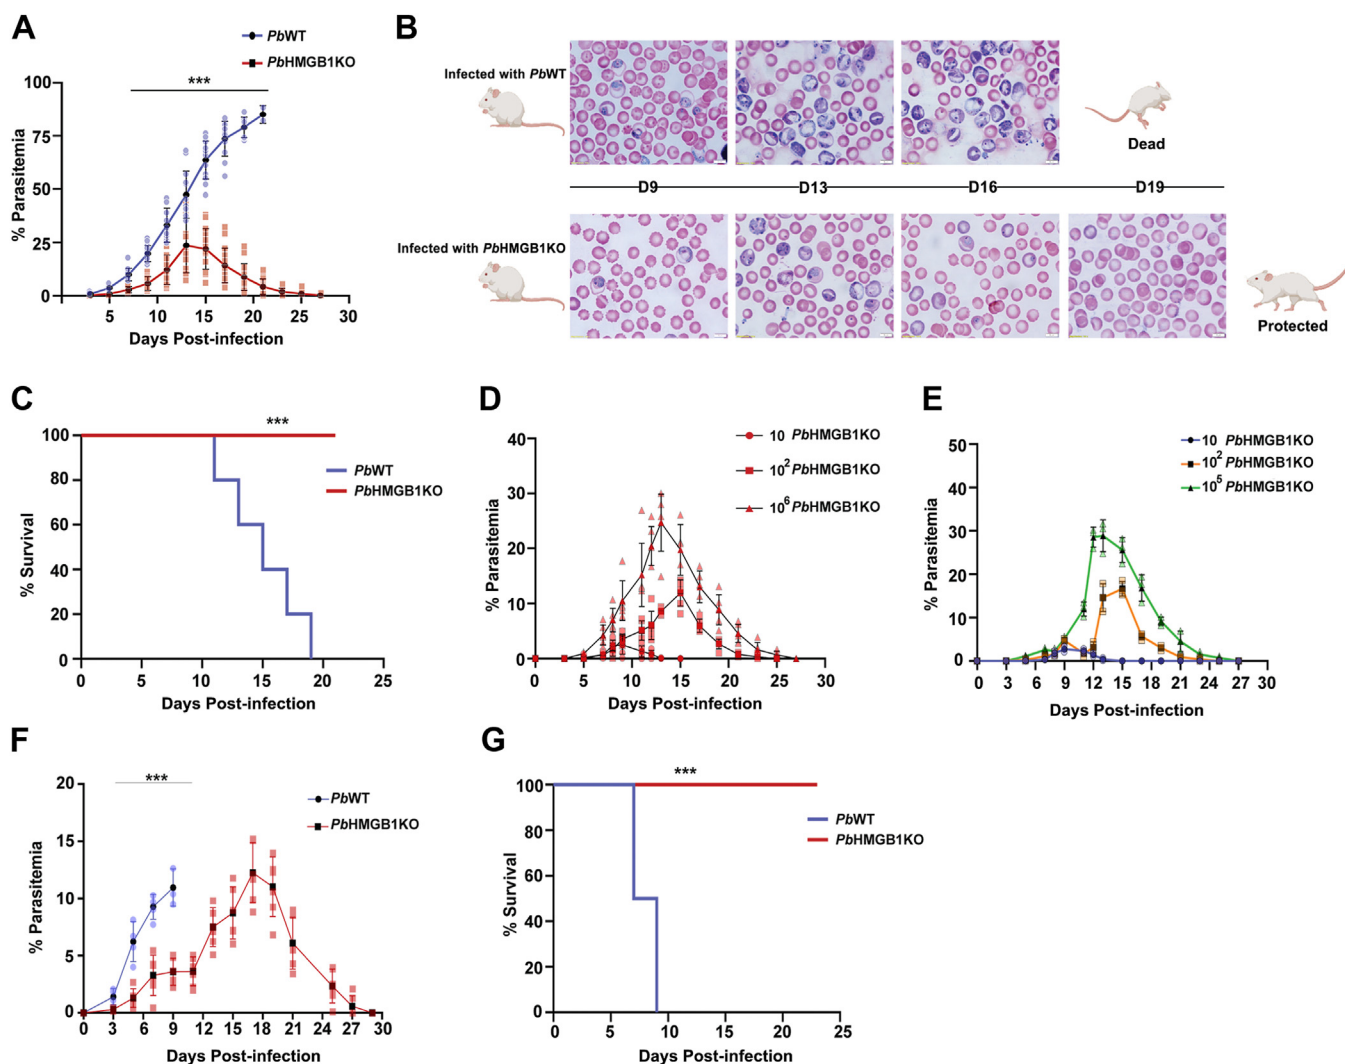 A
PbWT
PbHMGB1KO
***
100
75
50
25
0
% Parasitemia
5 10 15 20 25 30
Days Post-infection
B
Infected with PbWT
Dead
D9 D13 D16 D19
Infected with PbHMGB1KO
Protected
C
***
100
80
60
40
20
0
% Survival
PbWT
PbHMGB1KO
0 5 10 15 20 25
Days Post-infection
D
40
30
20
10
0
% Parasitemia
10 PbHMGB1KO
10² PbHMGB1KO
10⁶ PbHMGB1KO
0 5 10 15 20 25 30
Days Post-infection
E
50
40
30
20
10
0
% Parasitemia
10 PbHMGB1KO
10² PbHMGB1KO
10⁵ PbHMGB1KO
0 3 6 9 12 15 18 21 24 27 30
Days Post-infection
F
20
15
10
5
0
% Parasitemia
***
PbWT
PbHMGB1KO
0 3 6 9 12 15 18 21 24 27 30
Days Post-infection
G
***
100
80
60
40
20
0
% Survival
PbWT
PbHMGB1KO
0 5 10 15 20 25
Days Post-infection